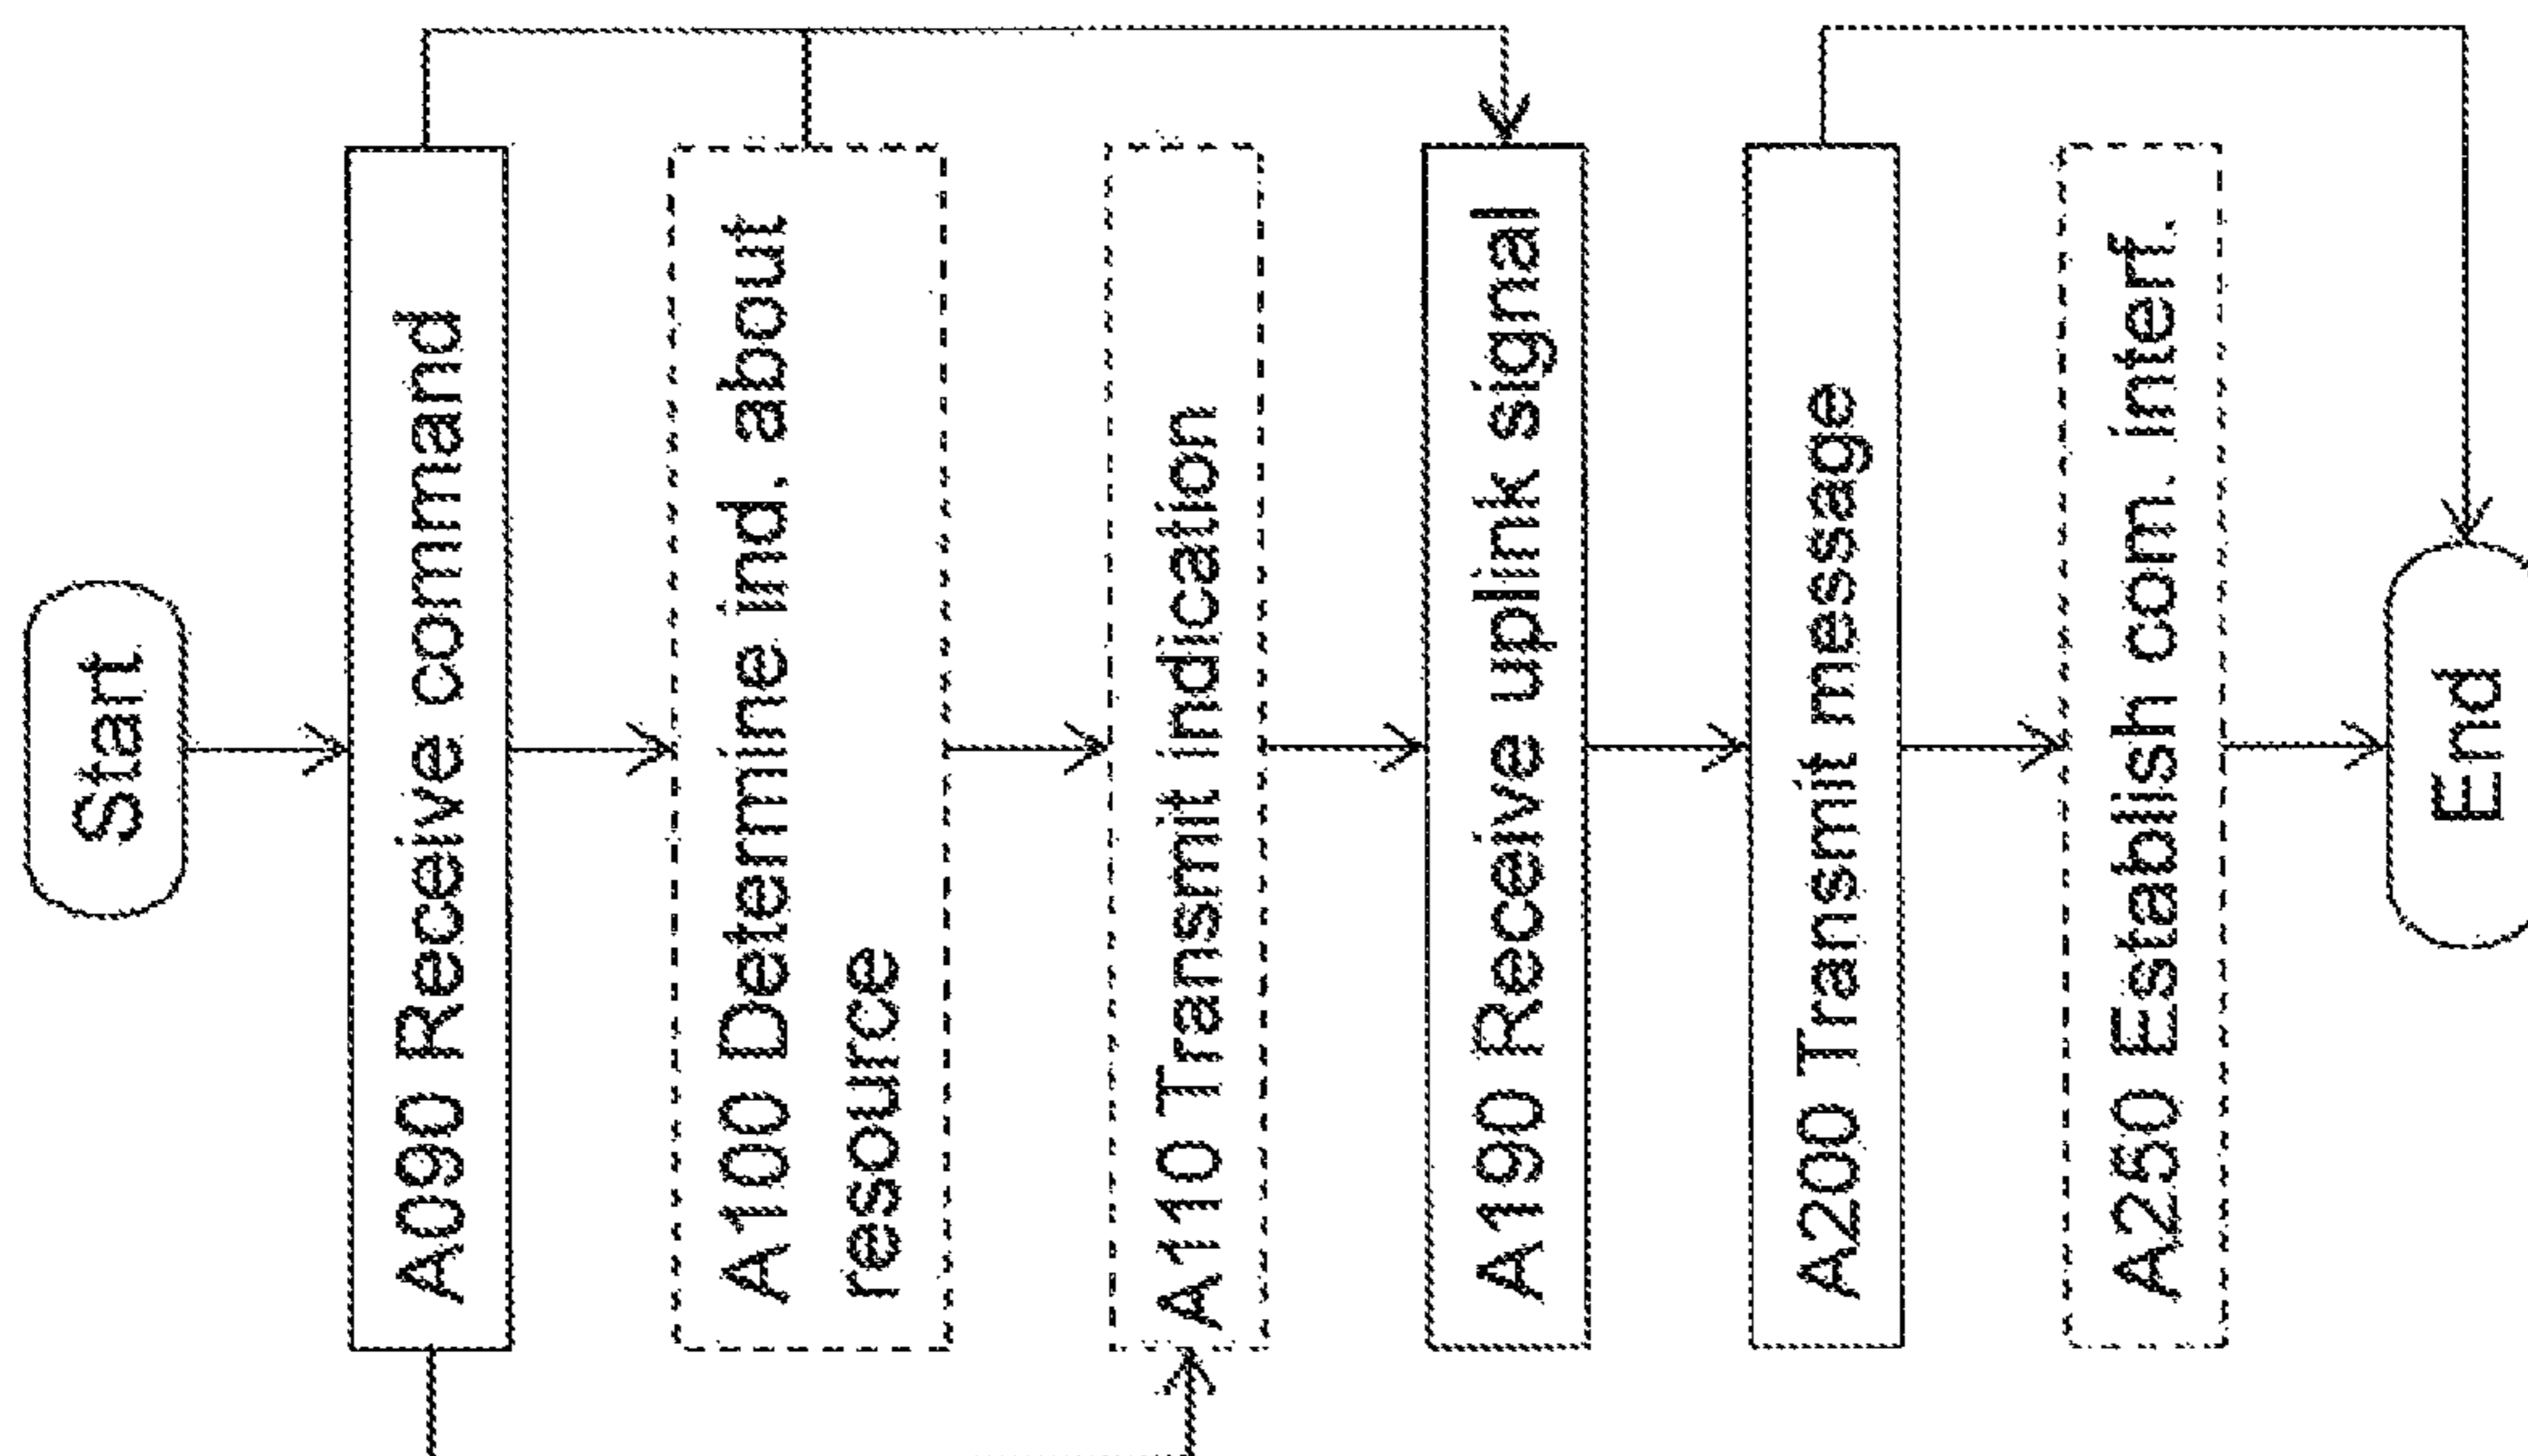 Start
A090 Receive command
A100 Determine ind. about
resource
A110 Transmit indication
A190 Receive uplink signal
A200 Transmit message
A250 Establish com. interf.
End